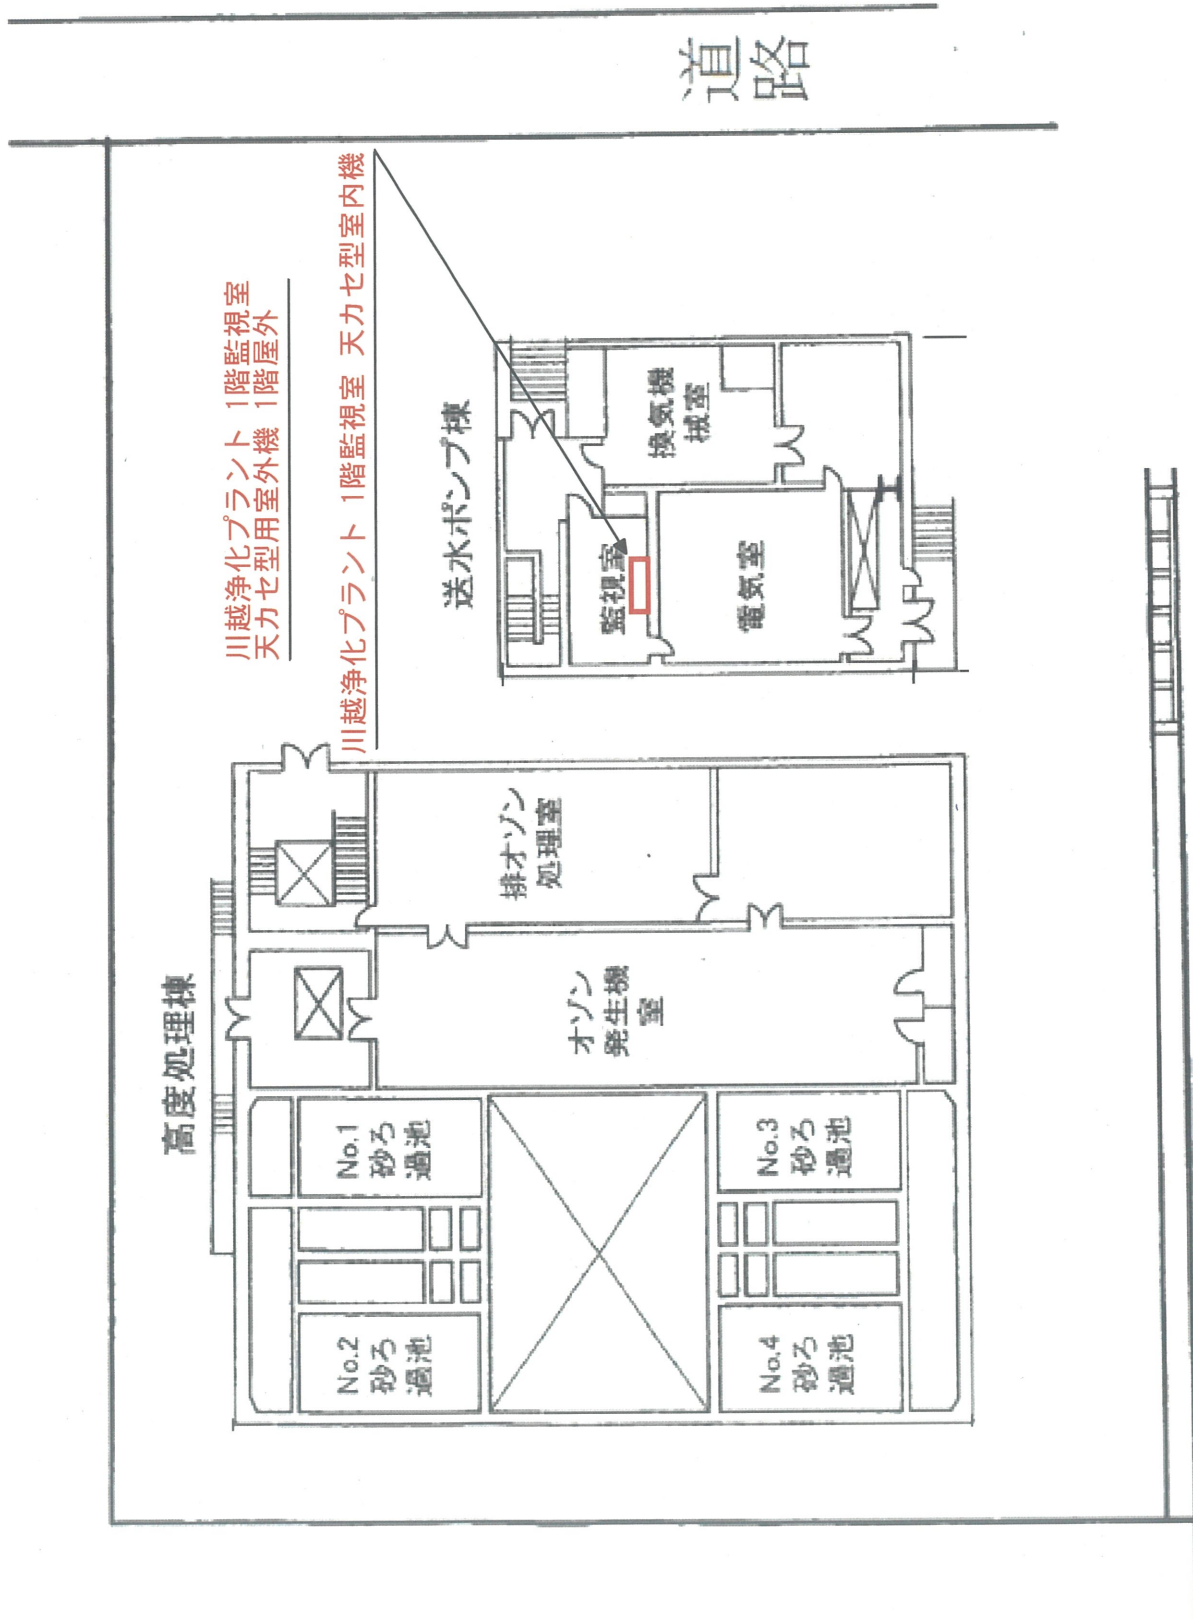 道路
川越浄化プラント 1階監視室
天カセ型用室外機 1階屋外
川越浄化プラント 1階監視室 天カセ型室内機
送水ポンプ棟
換気機
械室
監視室
電気室
高度処理棟
排オゾン
処理室
オゾン
発生機
室
No.1
砂ろ
過池
No.3
砂ろ
過池
No.2
砂ろ
過池
No.4
砂ろ
過池